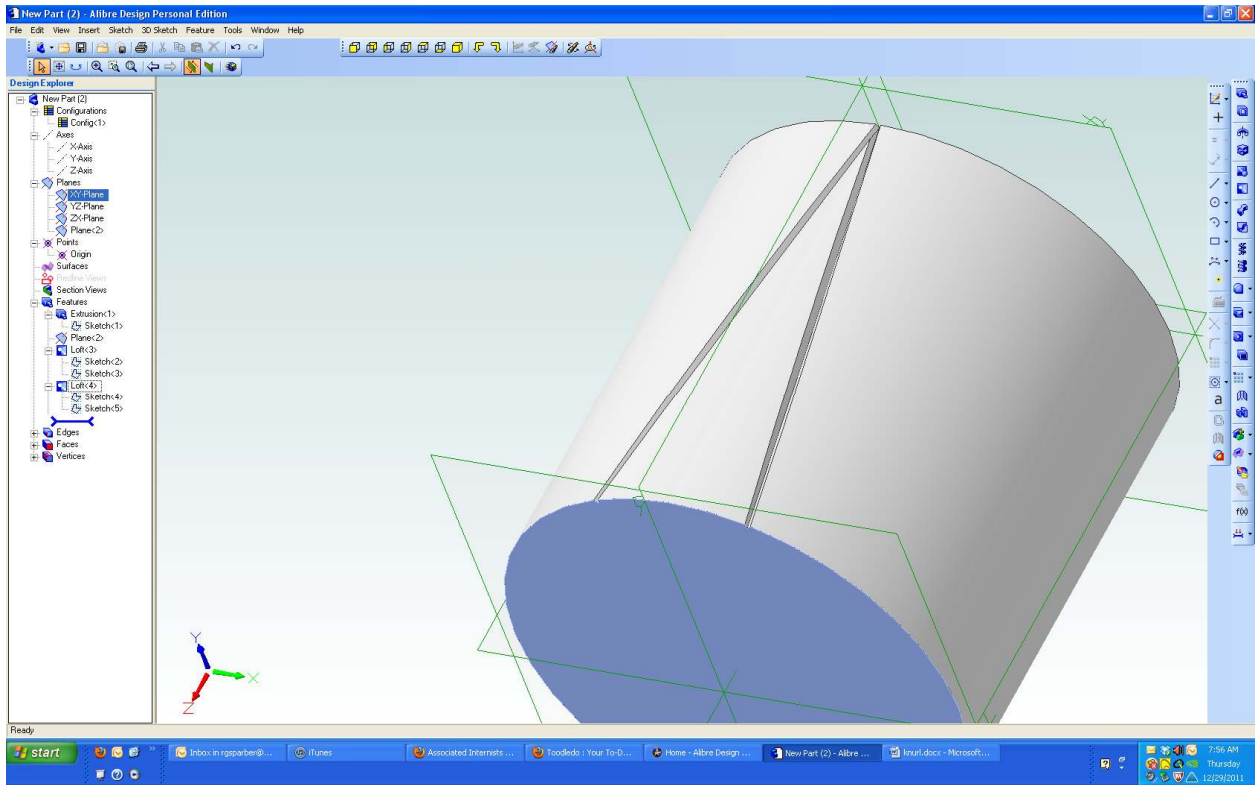 New Part (2) - Alibre Design Personal Edition
File Edit View Insert Sketch 3D Sketch Feature Tools Window Help
Design Explorer
New Part (2)
Configurations
Config<1>
Axes
X-Axis
Y-Axis
Z-Axis
Planes
XY-Plane
YZ-Plane
ZX-Plane
Plane<2>
Points
Origin
Surfaces
Redline Views
Section Views
Features
Extrusion<1>
Sketch<1>
Plane<2>
Loft<3>
Sketch<2>
Sketch<3>
Loft<4>
Sketch<4>
Sketch<5>
Edges
Faces
Vertices
XY
a
f(x)
Y
X
Z
Ready
start
Inbox in rgsparber@...
iTunes
Associated Internists ...
Toodledo : Your To-D...
Home - Alibre Design ...
New Part (2) - Alibre ...
knurl.docx - Microsoft...
7:56 AM
Thursday
12/29/2011